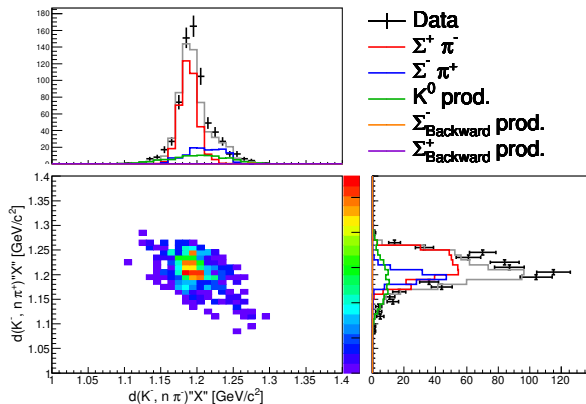 180
160
140
120
100
80
60
40
20
0
Data
Σ⁺ π⁻
Σ⁻ π⁺
K⁰ prod.
Σ⁻Backward prod.
Σ⁺Backward prod.
d(K⁻, n π⁺)"X" [GeV/c²]
1.4
1.35
1.3
1.25
1.2
1.15
1.1
1.05
1
1 1.05 1.1 1.15 1.2 1.25 1.3 1.35 1.4
d(K⁻, n π⁻)"X" [GeV/c²]
0 20 40 60 80 100 120